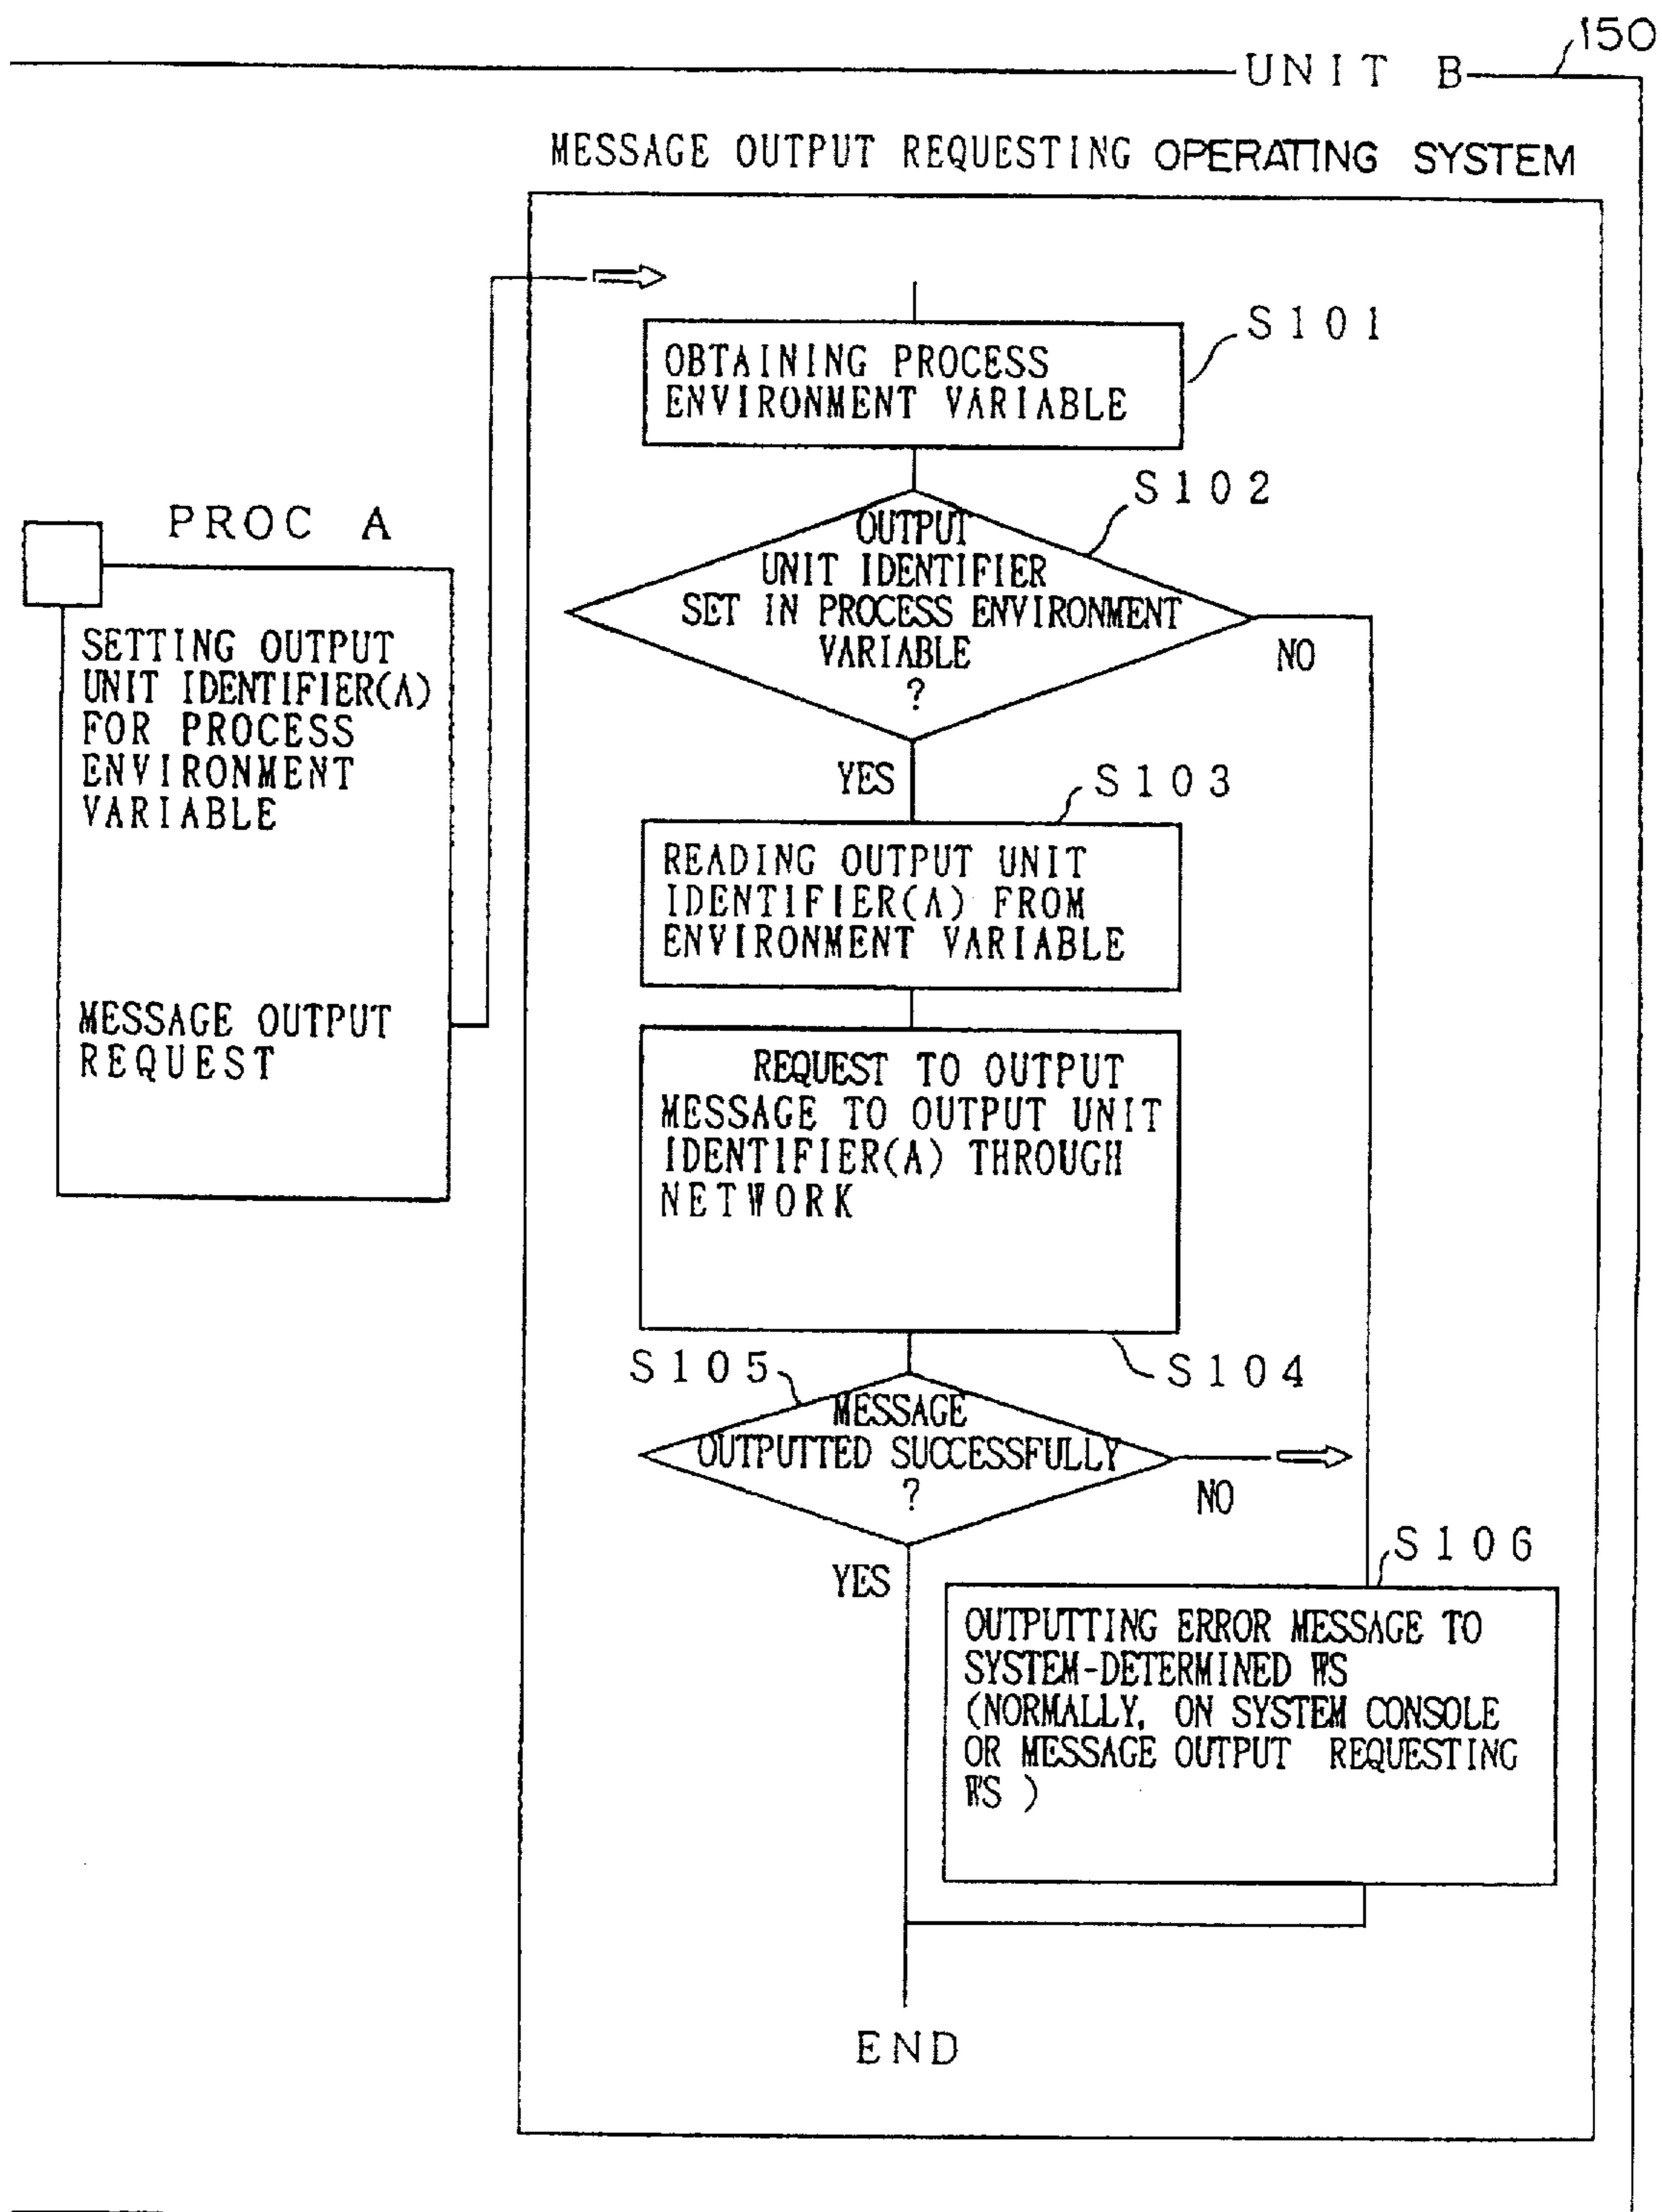 150
UNIT B
MESSAGE OUTPUT REQUESTING OPERATING SYSTEM
S101
OBTAINING PROCESS
ENVIRONMENT VARIABLE
S102
OUTPUT
UNIT IDENTIFIER
SET IN PROCESS ENVIRONMENT
VARIABLE
?
NO
YES
PROC A
SETTING OUTPUT
UNIT IDENTIFIER(A)
FOR PROCESS
ENVIRONMENT
VARIABLE
MESSAGE OUTPUT
REQUEST
S103
READING OUTPUT UNIT
IDENTIFIER(A) FROM
ENVIRONMENT VARIABLE
REQUEST TO OUTPUT
MESSAGE TO OUTPUT UNIT
IDENTIFIER(A) THROUGH
NETWORK
S104
S105
MESSAGE
OUTPUTTED SUCCESSFULLY
?
NO
YES
S106
OUTPUTTING ERROR MESSAGE TO
SYSTEM-DETERMINED WS
(NORMALLY, ON SYSTEM CONSOLE
OR MESSAGE OUTPUT REQUESTING
WS )
END